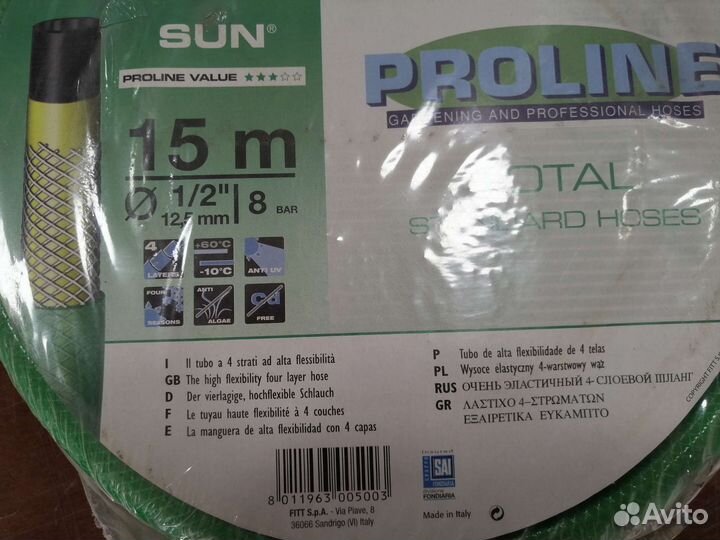 SUN®
PROLINE VALUE ★★★☆☆
15 m
Ø 1/2" 12,5 mm | 8 BAR
4 LAYERS
+60°C
-10°C
ANTI UV
FOUR SEASONS
ANTI ALGAE
cd FREE
PROLINE
GARDENING AND PROFESSIONAL HOSES
HOSES
I Il tubo a 4 strati ad alta flessibilità
GB The high flexibility four layer hose
D Der vierlagige, hochflexible Schlauch
F Le tuyau haute flexibilité à 4 couches
E La manguera de alta flexibilidad con 4 capas
P Tubo de alta flexibilidade de 4 telas
PL Wysoce elastyczny 4-warstwowy wąż
RUS ОЧЕНЬ ЭЛАСТИЧНЫЙ 4- СЛОЕВОЙ ШЛАНГ
GR ΛΑΣΤΙΧΟ 4-ΣΤΡΩΜΑΤΩΝ
ΕΞΑΙΡΕΤΙΚΑ ΕΥΚΑΜΠΤΟ
COPYRIGHT FITT S
8 011963 005003
FITT S.p.A. - Via Piave, 8
36066 Sandrigo (VI) Italy
Insured
GRUPPO
SAI
divisione
FONDIARIA
Made in Italy
Avito